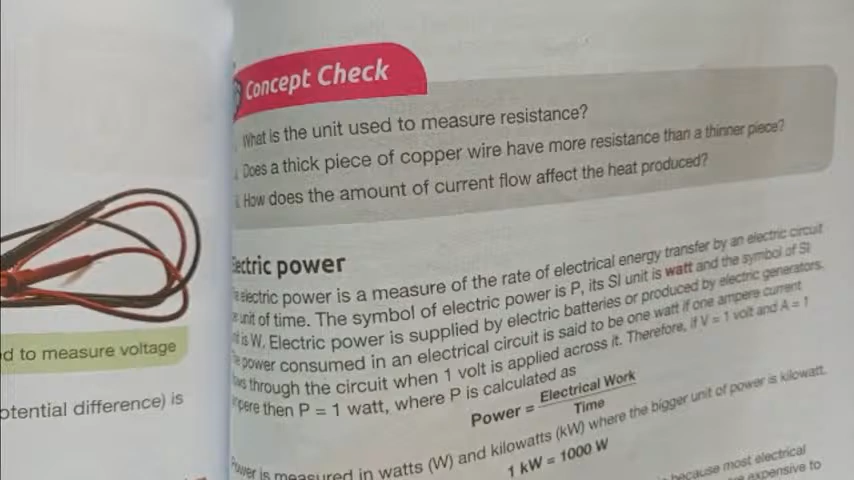 Concept Check
What is the unit used to measure resistance?
Does a thick piece of copper wire have more resistance than a thinner piece?
How does the amount of current flow affect the heat produced?
d to measure voltage
otential difference) is
ectric power
electric power is a measure of the rate of electrical energy transfer by an electric circuit
unit of time. The symbol of electric power is P, its SI unit is watt and the symbol of SI
is W. Electric power is supplied by electric batteries or produced by electric generators.
power consumed in an electrical circuit is said to be one watt if one ampere current
ws through the circuit when 1 volt is applied across it. Therefore, if V = 1 volt and A = 1
pere then P = 1 watt, where P is calculated as
Power = Electrical Work
Time
Power is measured in watts (W) and kilowatts (kW) where the bigger unit of power is kilowatt.
1 kW = 1000 W
because most electrical
expensive to